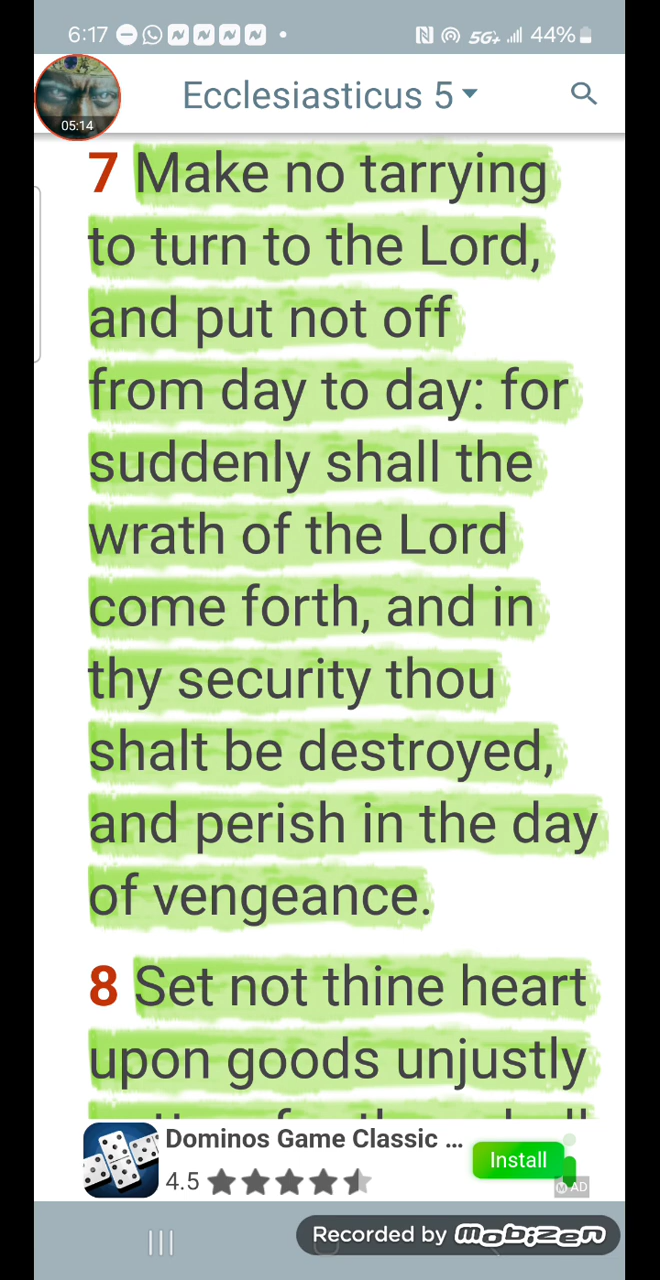 6:17
5G+ 44%
05:14
Ecclesiasticus 5
7 Make no tarrying
to turn to the Lord,
and put not off
from day to day: for
suddenly shall the
wrath of the Lord
come forth, and in
thy security thou
shalt be destroyed,
and perish in the day
of vengeance.
8 Set not thine heart
upon goods unjustly
Dominos Game Classic ...
4.5
Install
AD
Recorded by Mobizen